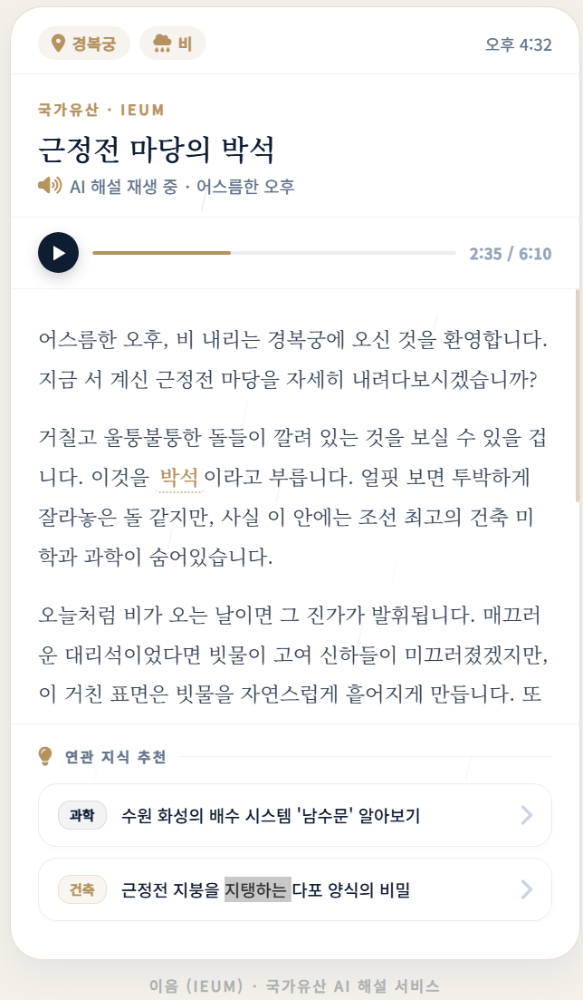 경복궁 비 오후 4:32
국가유산 · IEUM
근정전 마당의 박석
AI 해설 재생 중 · 어스름한 오후
2:35 / 6:10
어스름한 오후, 비 내리는 경복궁에 오신 것을 환영합니다.
지금 서 계신 근정전 마당을 자세히 내려다보시겠습니까?
거칠고 울퉁불퉁한 돌들이 깔려 있는 것을 보실 수 있을 겁
니다. 이것을 박석이라고 부릅니다. 얼핏 보면 투박하게
잘라놓은 돌 같지만, 사실 이 안에는 조선 최고의 건축 미
학과 과학이 숨어있습니다.
오늘처럼 비가 오는 날이면 그 진가가 발휘됩니다. 매끄러
운 대리석이었다면 빗물이 고여 신하들이 미끄러졌겠지만,
이 거친 표면은 빗물을 자연스럽게 흩어지게 만듭니다. 또
연관 지식 추천
과학 수원 화성의 배수 시스템 '남수문' 알아보기
건축 근정전 지붕을 지탱하는 다포 양식의 비밀
이음 (IEUM) · 국가유산 AI 해설 서비스